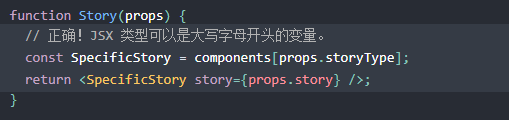 function Story(props) {
  // 正确！JSX 类型可以是大写字母开头的变量。
  const SpecificStory = components[props.storyType];
  return <SpecificStory story={props.story} />;
}